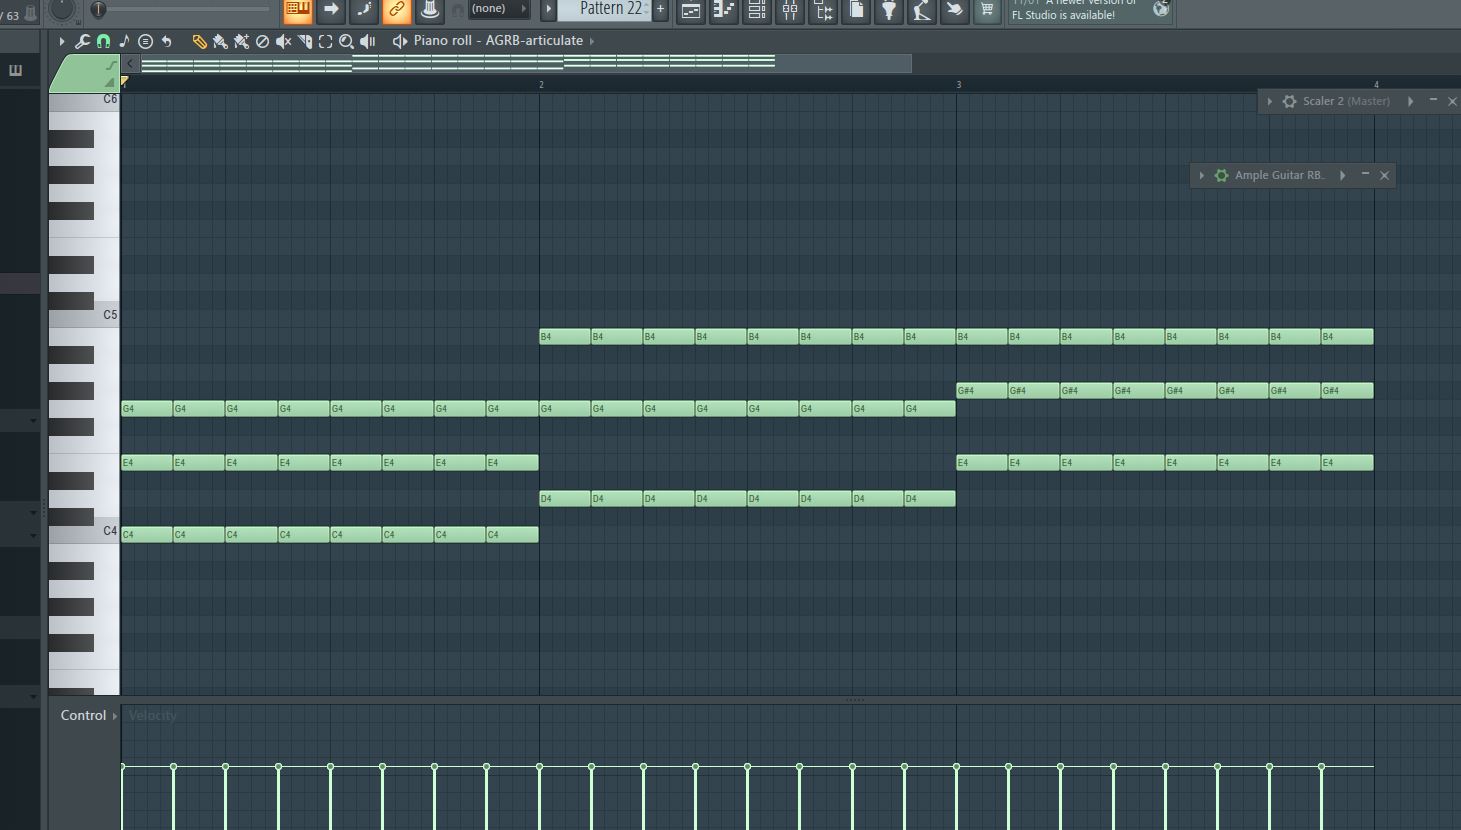 / 63
(none)
Pattern 22
+
A newer version of
FL Studio is available!
Piano roll - AGRB-articulate
1 2 3 4
C6
Scaler 2 (Master)
Ample Guitar RB..
C5
B4 B4 B4 B4 B4 B4 B4 B4 B4 B4 B4 B4 B4 B4 B4 B4
G#4 G#4 G#4 G#4 G#4 G#4 G#4 G#4
G4 G4 G4 G4 G4 G4 G4 G4 G4 G4 G4 G4 G4 G4 G4 G4
E4 E4 E4 E4 E4 E4 E4 E4 E4 E4 E4 E4 E4 E4 E4 E4
D4 D4 D4 D4 D4 D4 D4 D4
C4
C4 C4 C4 C4 C4 C4 C4 C4
Control
Velocity